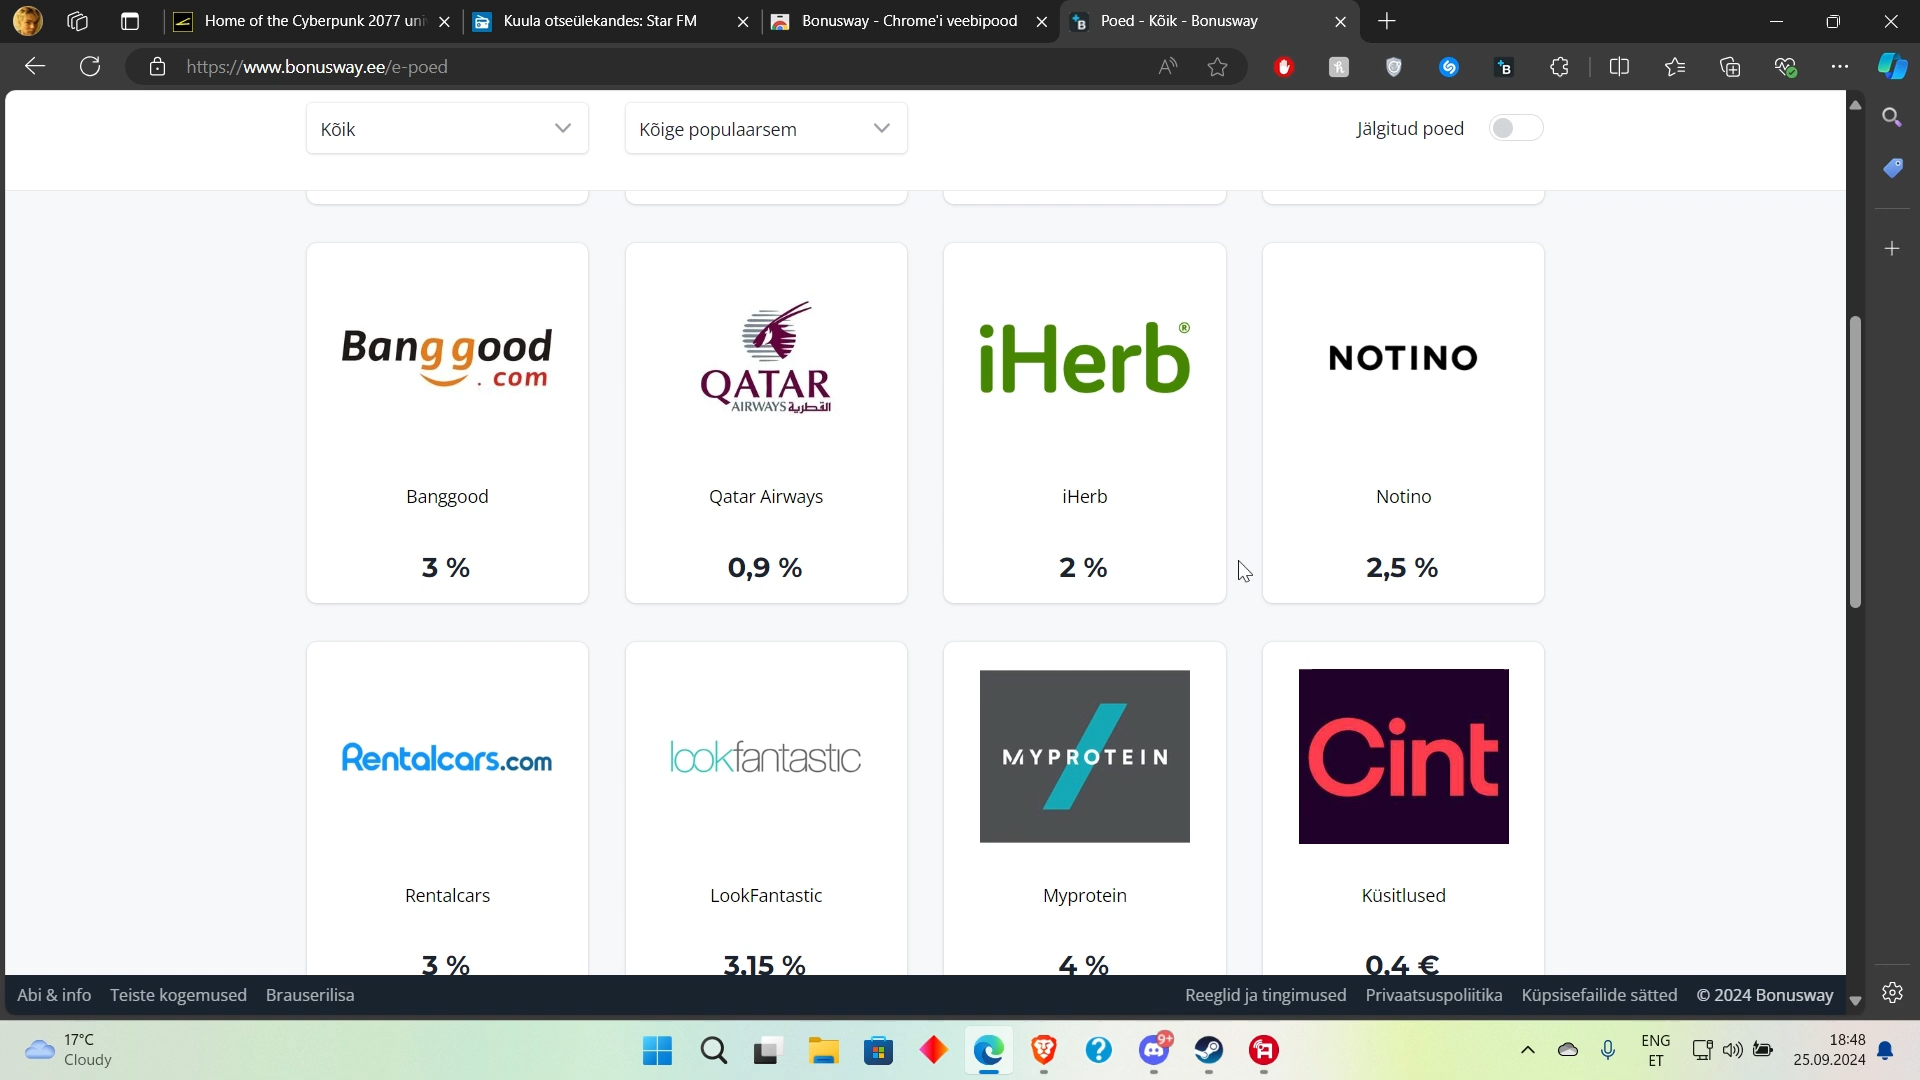 Home of the Cyberpunk 2077 uni
Kuula otseülekandes: Star FM
Bonusway - Chrome'i veebipood
Poed - Kõik - Bonusway
https://www.bonusway.ee/e-poed
Kõik
Kõige populaarsem
Jälgitud poed
Banggood
.com
QATAR
AIRWAYS القطرية
iHerb®
NOTINO
Banggood
Qatar Airways
iHerb
Notino
3 %
0,9 %
2 %
2,5 %
Rentalcars.com
lookfantastic
MYPROTEIN
Cint
Rentalcars
LookFantastic
Myprotein
Küsitlused
3 %
3,15 %
4 %
0,4 €
Abi & info Teiste kogemused Brauserilisa
Reeglid ja tingimused Privaatsuspoliitika Küpsisefailide sätted © 2024 Bonusway
17°C
Cloudy
9+
ENG
ET
18:48
25.09.2024